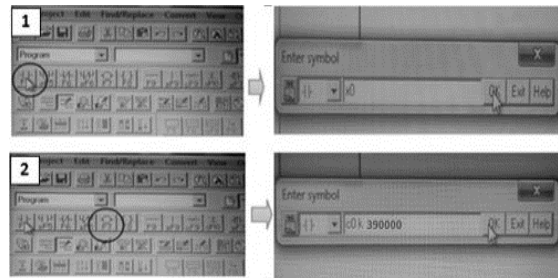 1
Project Edit Find/Replace Convert View
Program
Enter symbol
X
x0
OK Exit Help
2
Project Edit Find/Replace Convert View
Program
Enter symbol
X
c0 k 390000
OK Exit Help